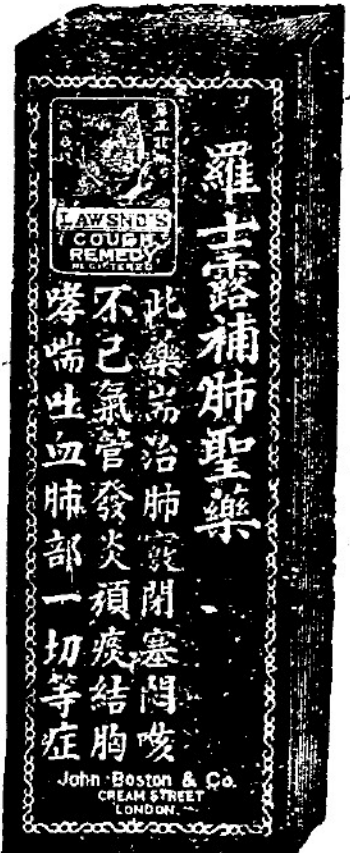 羅士露補肺聖藥
此藥耑治肺竅閉塞悶咳
不已氣管發炎頑痰結胸
哮喘吐血肺部一切等症
LAWSND'S
COUGH
REMEDY
REGISTERED
John Boston & Co.
CREAM STREET
LONDON.